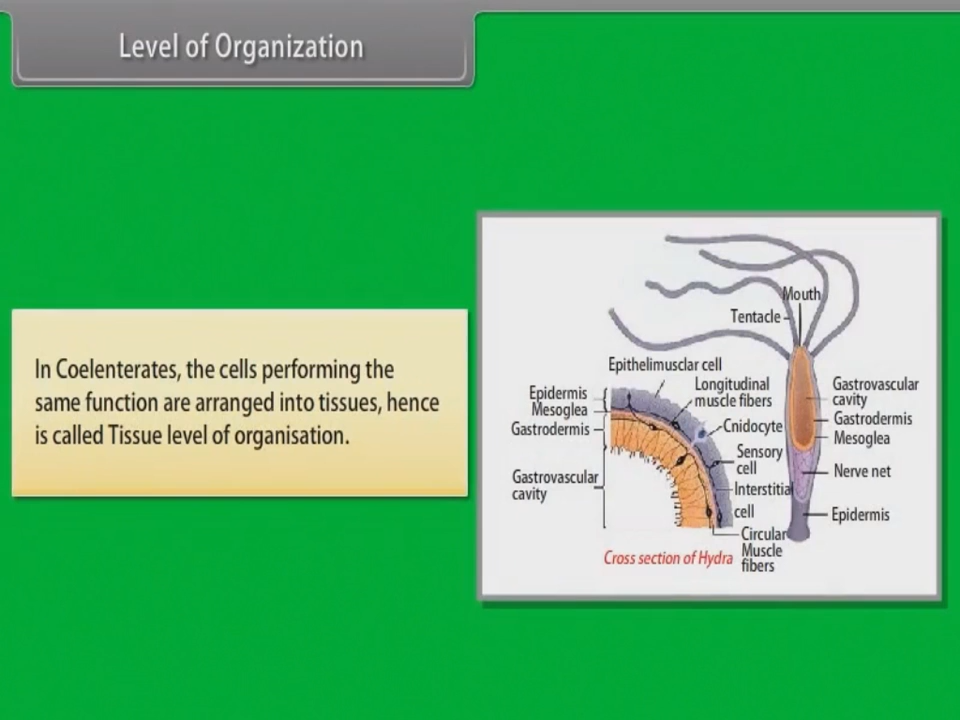 Level of Organization
In Coelenterates, the cells performing the
same function are arranged into tissues, hence
is called Tissue level of organisation.
Mouth
Tentacle
Epithelimusclar cell
Epidermis
Mesoglea
Gastrodermis
Gastrovascular
cavity
Longitudinal
muscle fibers
Cnidocyte
Sensory
cell
Interstitial
cell
Circular
Muscle
fibers
Cross section of Hydra
Gastrovascular
cavity
Gastrodermis
Mesoglea
Nerve net
Epidermis